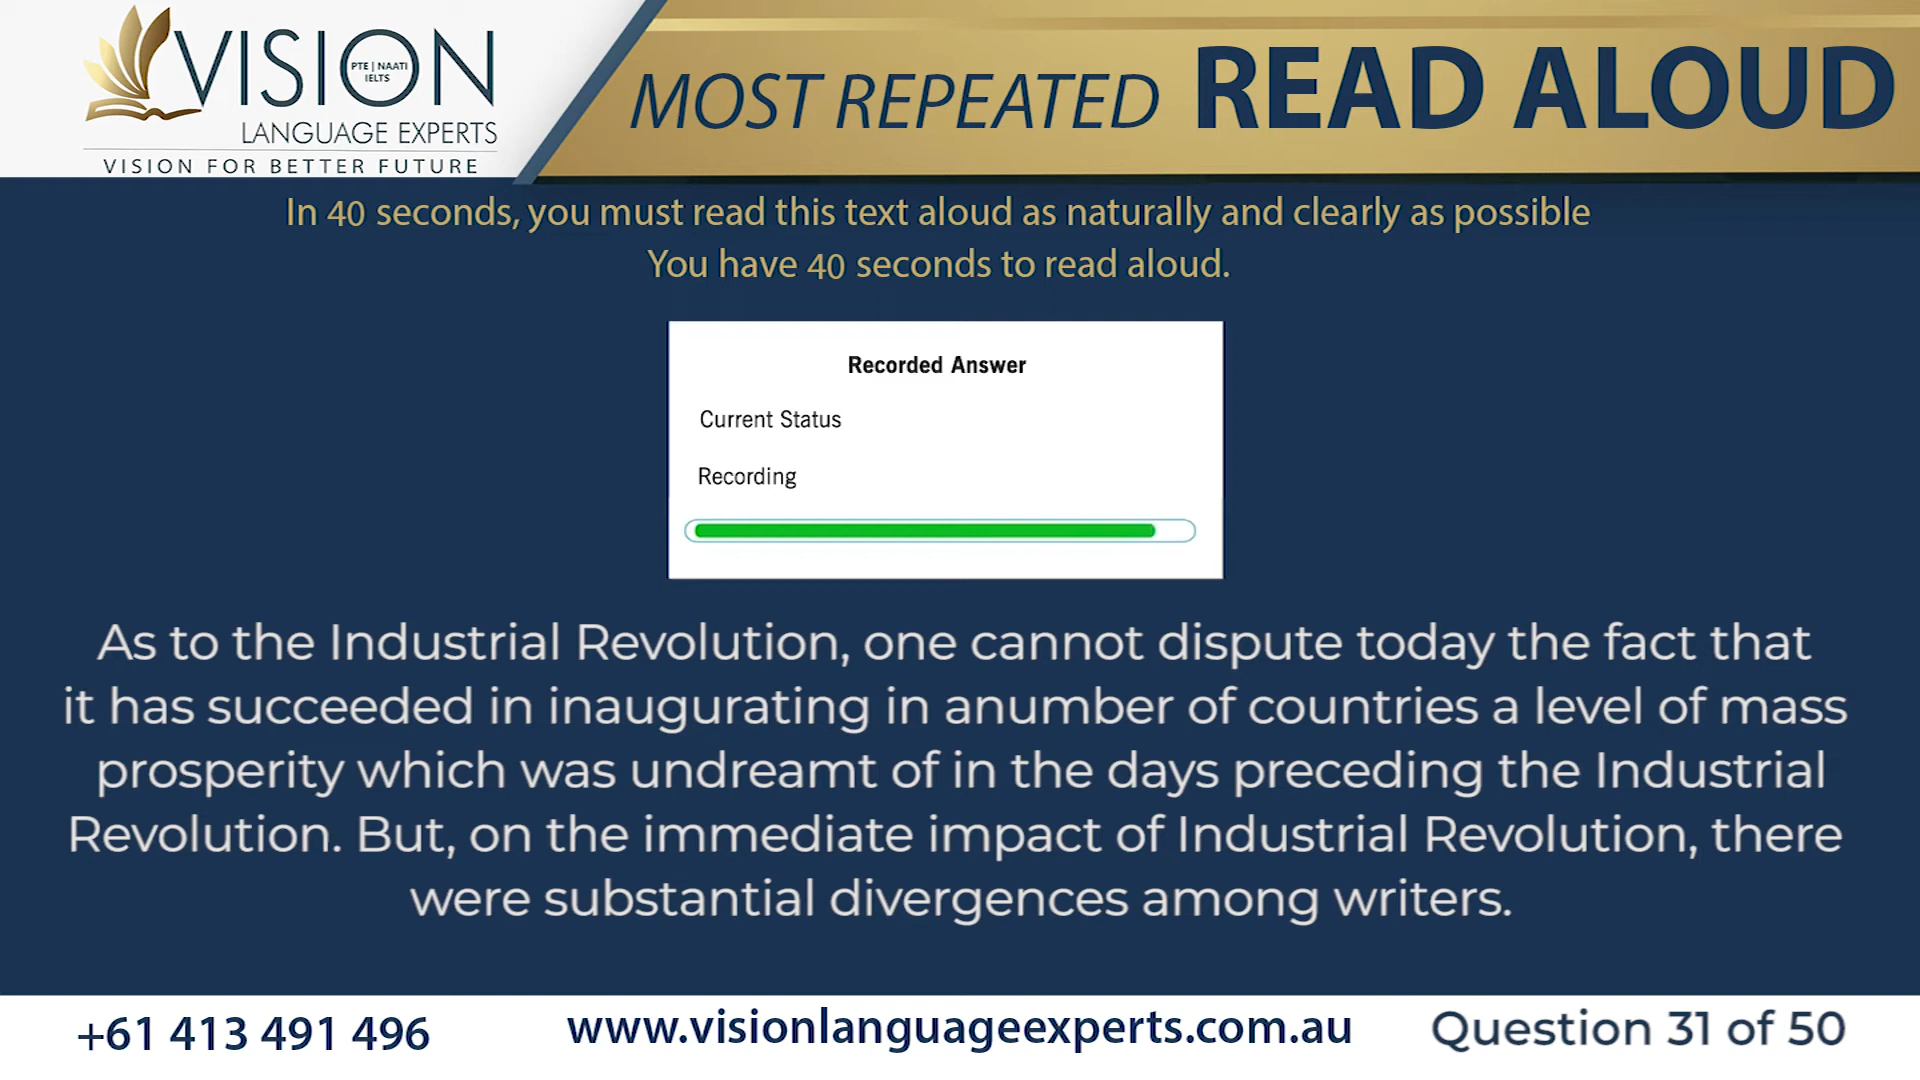 VISION
PTE | NAATI
IELTS
LANGUAGE EXPERTS
VISION FOR BETTER FUTURE
MOST REPEATED READ ALOUD
In 40 seconds, you must read this text aloud as naturally and clearly as possible
You have 40 seconds to read aloud.
Recorded Answer
Current Status
Recording
As to the Industrial Revolution, one cannot dispute today the fact that
it has succeeded in inaugurating in anumber of countries a level of mass
prosperity which was undreamt of in the days preceding the Industrial
Revolution. But, on the immediate impact of Industrial Revolution, there
were substantial divergences among writers.
+61 413 491 496
www.visionlanguageexperts.com.au
Question 31 of 50